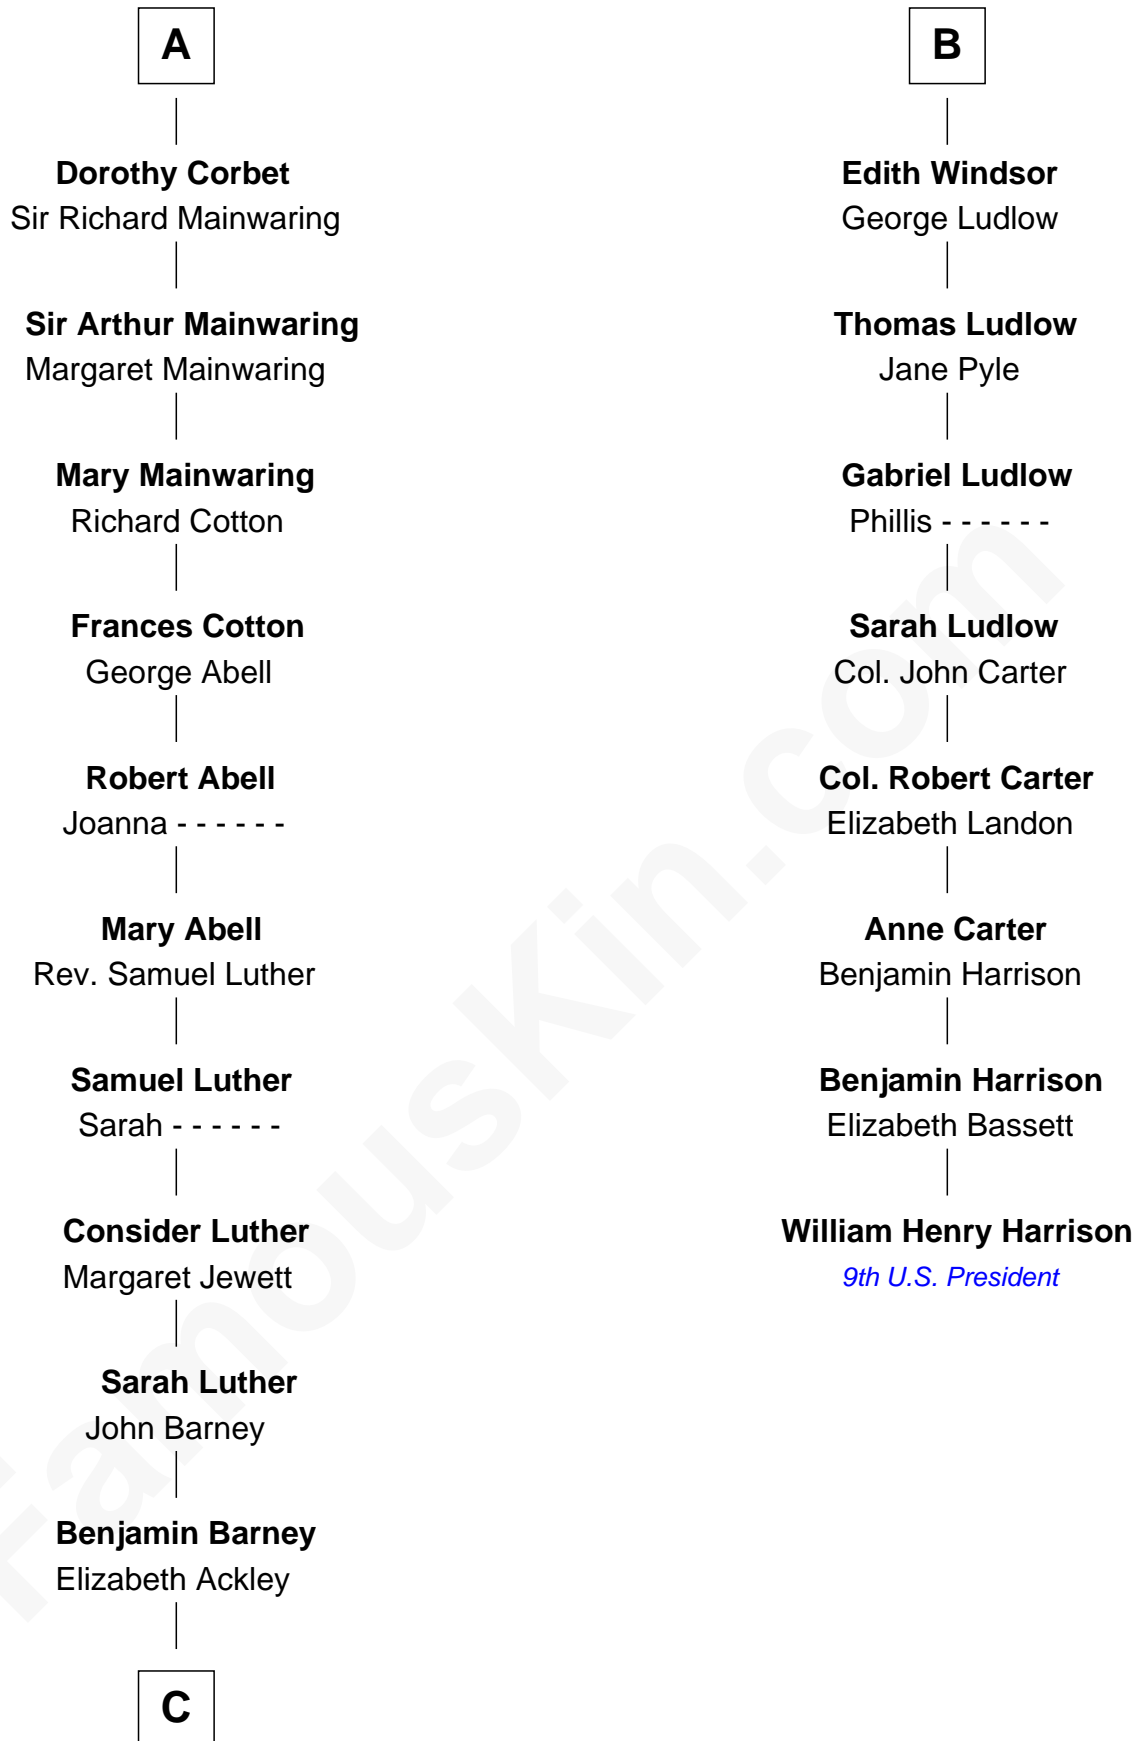 A
Dorothy Corbet
Sir Richard Mainwaring
Sir Arthur Mainwaring
Margaret Mainwaring
Mary Mainwaring
Richard Cotton
Frances Cotton
George Abell
Robert Abell
Joanna - - - - - -
Mary Abell
Rev. Samuel Luther
Samuel Luther
Sarah - - - - - -
Consider Luther
Margaret Jewett
Sarah Luther
John Barney
Benjamin Barney
Elizabeth Ackley
C
B
Edith Windsor
George Ludlow
Thomas Ludlow
Jane Pyle
Gabriel Ludlow
Phillis - - - - - -
Sarah Ludlow
Col. John Carter
Col. Robert Carter
Elizabeth Landon
Anne Carter
Benjamin Harrison
Benjamin Harrison
Elizabeth Bassett
William Henry Harrison
9th U.S. President
FamousKin.com